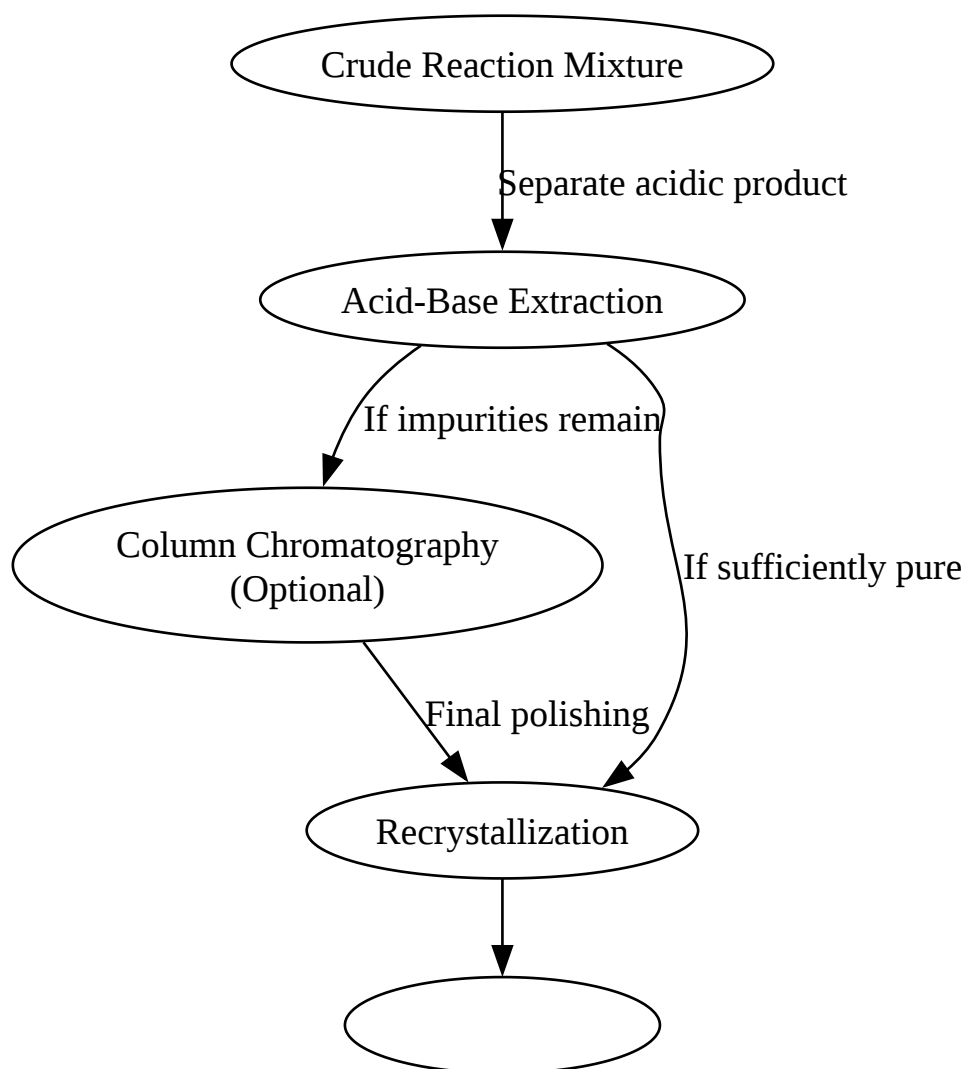 Crude Reaction Mixture
Separate acidic product
Acid-Base Extraction
If impurities remain
Column Chromatography
(Optional)
If sufficiently pure
Final polishing
Recrystallization